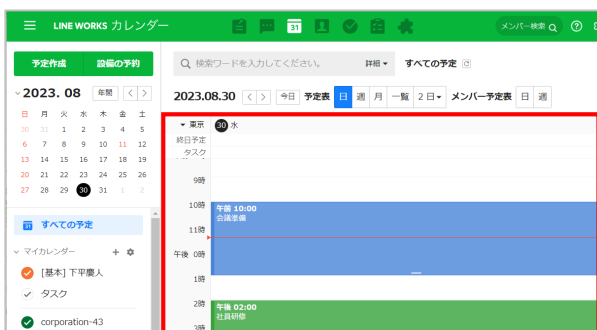 LINE WORKS カレンダー
31
メンバー検索
予定作成 設備の予約
検索ワードを入力してください。 詳細 すべての予定
2023. 08 年間 < >
2023.08.30 < > 今日 予定表 日 週 月 一覧 2日 メンバー予定表 日 週
日 月 火 水 木 金 土
30 31 1 2 3 4 5
6 7 8 9 10 11 12
13 14 15 16 17 18 19
20 21 22 23 24 25 26
27 28 29 30 31 1 2
31 すべての予定
マイカレンダー +
[基本] 下平慶人
タスク
corporation-43
東京 30 水
終日予定
タスク
9時
10時 午前 10:00
会議準備
11時
午後 0時
1時
2時 午後 02:00
社員研修
3時